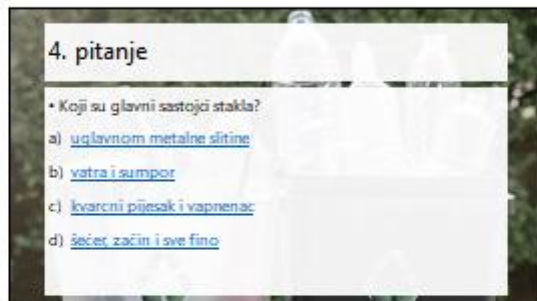 4. pitanje
• Koji su glavni sastojci stakla?
a) uglavnom metalne slitine
b) vatra i sumpor
c) kvarcni pijesak i vapnenac
d) šećer, začin i sve fino